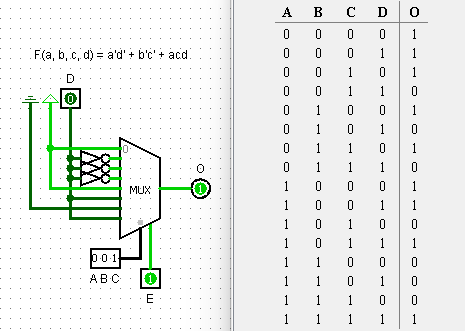 F(a, b, c, d) = a'd' + b'c' + acd
D
0
0
MUX
O
1
0 0 1
A B C
1
E
A B C D O
0 0 0 0 1
0 0 0 1 1
0 0 1 0 1
0 0 1 1 0
0 1 0 0 1
0 1 0 1 0
0 1 1 0 1
0 1 1 1 0
1 0 0 0 1
1 0 0 1 1
1 0 1 0 0
1 0 1 1 1
1 1 0 0 0
1 1 0 1 0
1 1 1 0 0
1 1 1 1 1